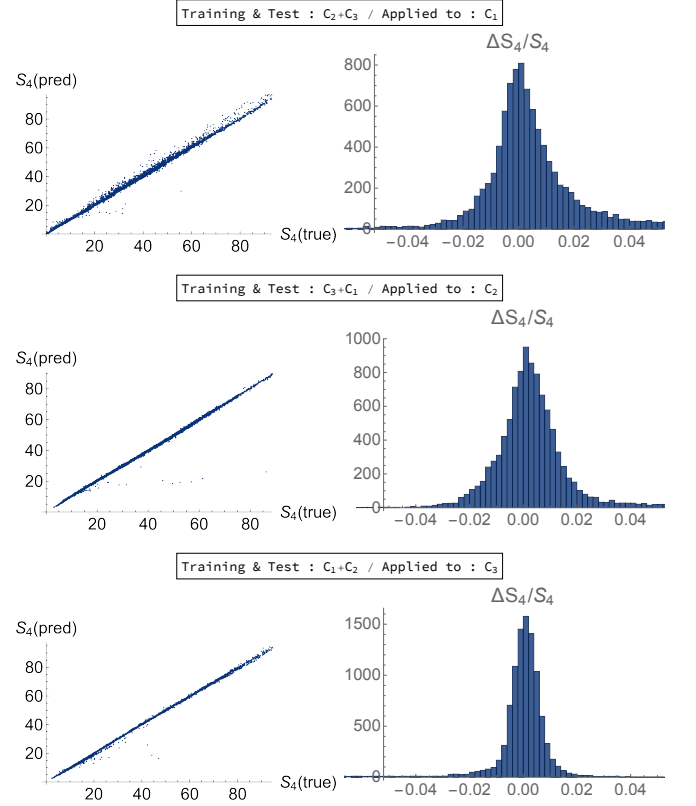 Training & Test : C₂+C₃ / Applied to : C₁
S₄(pred)
80
60
40
20
20 40 60 80
S₄(true)
ΔS₄/S₄
800
600
400
200
0
−0.04 −0.02 0.00 0.02 0.04
Training & Test : C₃+C₁ / Applied to : C₂
S₄(pred)
80
60
40
20
20 40 60 80
S₄(true)
ΔS₄/S₄
1000
800
600
400
200
0
−0.04 −0.02 0.00 0.02 0.04
Training & Test : C₁+C₂ / Applied to : C₃
S₄(pred)
80
60
40
20
20 40 60 80
S₄(true)
ΔS₄/S₄
1500
1000
500
0
−0.04 −0.02 0.00 0.02 0.04